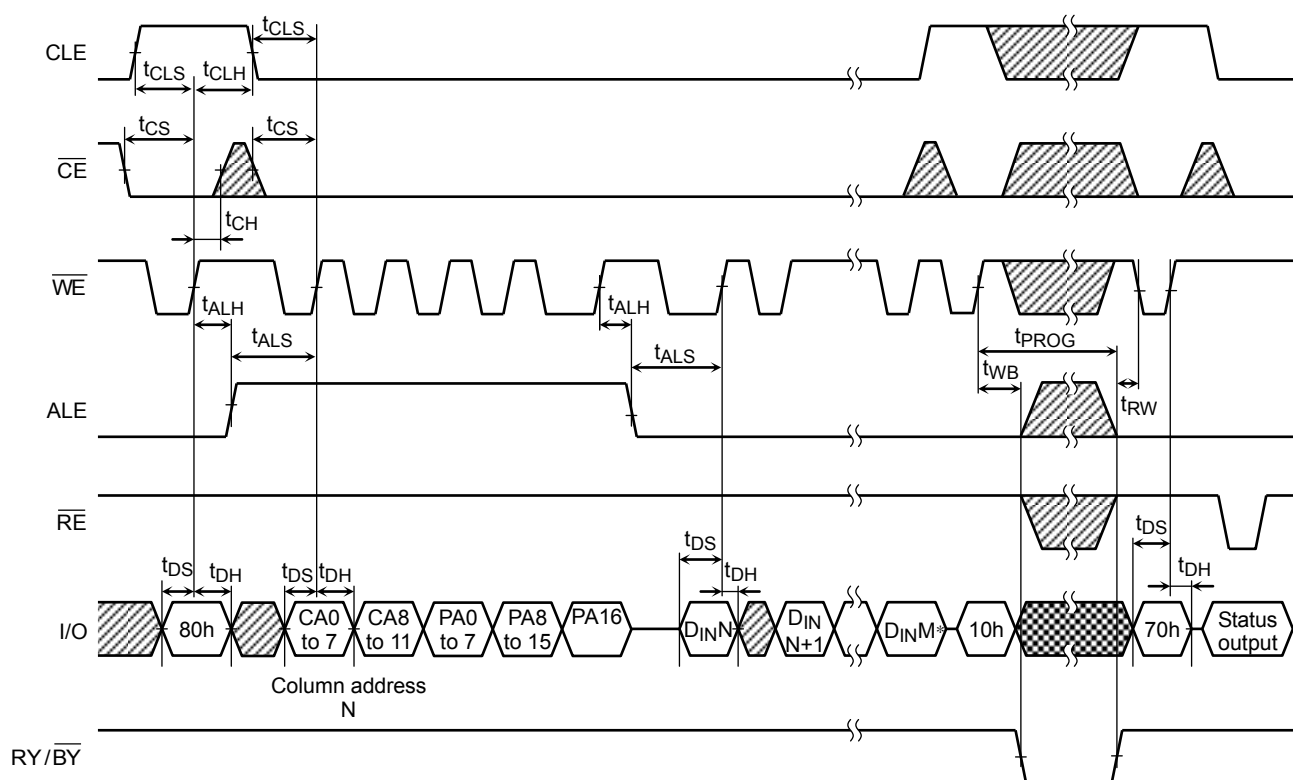 CLE
tCLS
tCLS
tCLH
CE
tCS
tCS
tCH
WE
tALH
tALH
tALS
tALS
tPROG
tWB
tRW
ALE
RE
tDS
tDH
tDS
tDH
tDS
tDH
tDS
tDH
I/O
80h
CA0
to 7
CA8
to 11
PA0
to 7
PA8
to 15
PA16
DINN
DIN
N+1
DINM*
10h
70h
Status
output
Column address
N
RY/BY